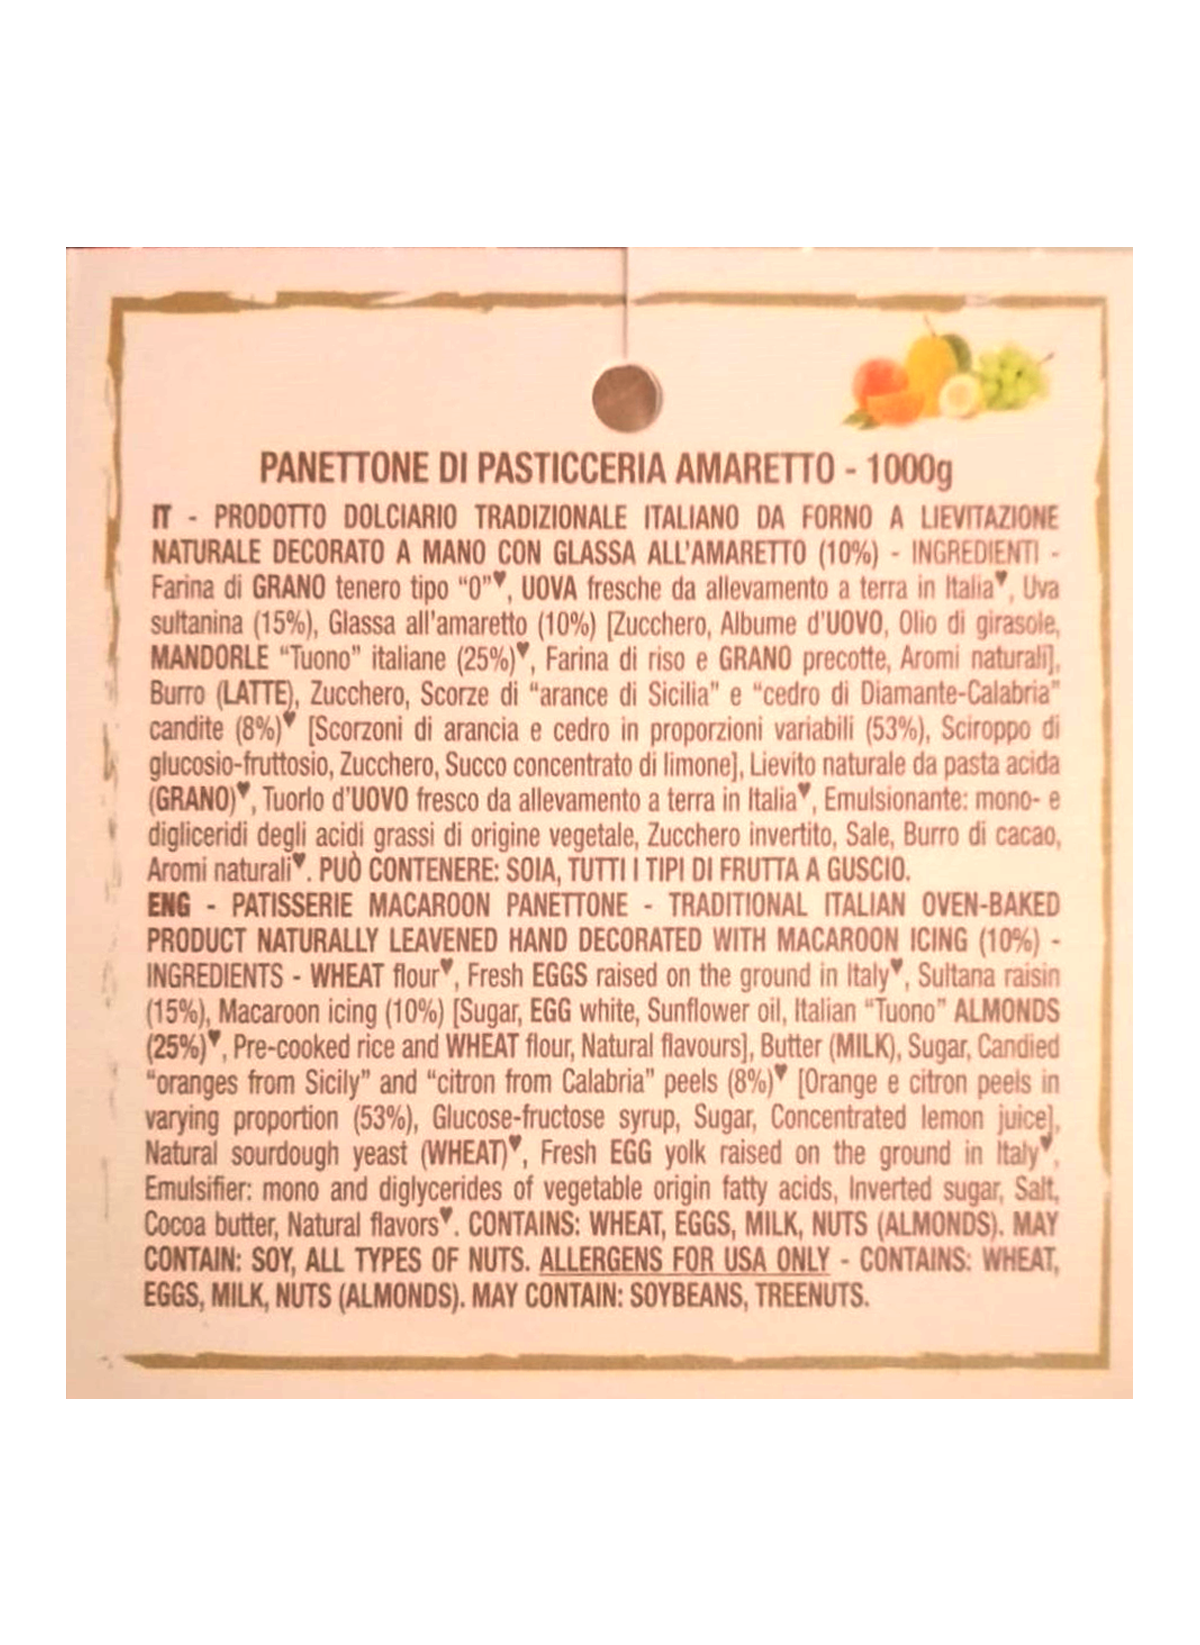 PANETTONE DI PASTICCERIA AMARETTO - 1000g
IT - PRODOTTO DOLCIARIO TRADIZIONALE ITALIANO DA FORNO A LIEVITAZIONE
NATURALE DECORATO A MANO CON GLASSA ALL'AMARETTO (10%) - INGREDIENTI -
Farina di GRANO tenero tipo “0”♥, UOVA fresche da allevamento a terra in Italia♥, Uva
sultanina (15%), Glassa all'amaretto (10%) [Zucchero, Albume d'UOVO, Olio di girasole,
MANDORLE “Tuono” italiane (25%)♥, Farina di riso e GRANO precotte, Aromi naturali],
Burro (LATTE), Zucchero, Scorze di “arance di Sicilia” e “cedro di Diamante-Calabria”
candite (8%)♥ [Scorzoni di arancia e cedro in proporzioni variabili (53%), Sciroppo di
glucosio-fruttosio, Zucchero, Succo concentrato di limone], Lievito naturale da pasta acida
(GRANO)♥, Tuorlo d'UOVO fresco da allevamento a terra in Italia♥, Emulsionante: mono- e
digliceridi degli acidi grassi di origine vegetale, Zucchero invertito, Sale, Burro di cacao,
Aromi naturali♥. PUÒ CONTENERE: SOIA, TUTTI I TIPI DI FRUTTA A GUSCIO.
ENG - PATISSERIE MACAROON PANETTONE - TRADITIONAL ITALIAN OVEN-BAKED
PRODUCT NATURALLY LEAVENED HAND DECORATED WITH MACAROON ICING (10%) -
INGREDIENTS - WHEAT flour♥, Fresh EGGS raised on the ground in Italy♥, Sultana raisin
(15%), Macaroon icing (10%) [Sugar, EGG white, Sunflower oil, Italian “Tuono” ALMONDS
(25%)♥, Pre-cooked rice and WHEAT flour, Natural flavours], Butter (MILK), Sugar, Candied
“oranges from Sicily” and “citron from Calabria” peels (8%)♥ [Orange e citron peels in
varying proportion (53%), Glucose-fructose syrup, Sugar, Concentrated lemon juice],
Natural sourdough yeast (WHEAT)♥, Fresh EGG yolk raised on the ground in Italy♥,
Emulsifier: mono and diglycerides of vegetable origin fatty acids, Inverted sugar, Salt,
Cocoa butter, Natural flavors♥. CONTAINS: WHEAT, EGGS, MILK, NUTS (ALMONDS). MAY
CONTAIN: SOY, ALL TYPES OF NUTS. ALLERGENS FOR USA ONLY - CONTAINS: WHEAT,
EGGS, MILK, NUTS (ALMONDS). MAY CONTAIN: SOYBEANS, TREENUTS.